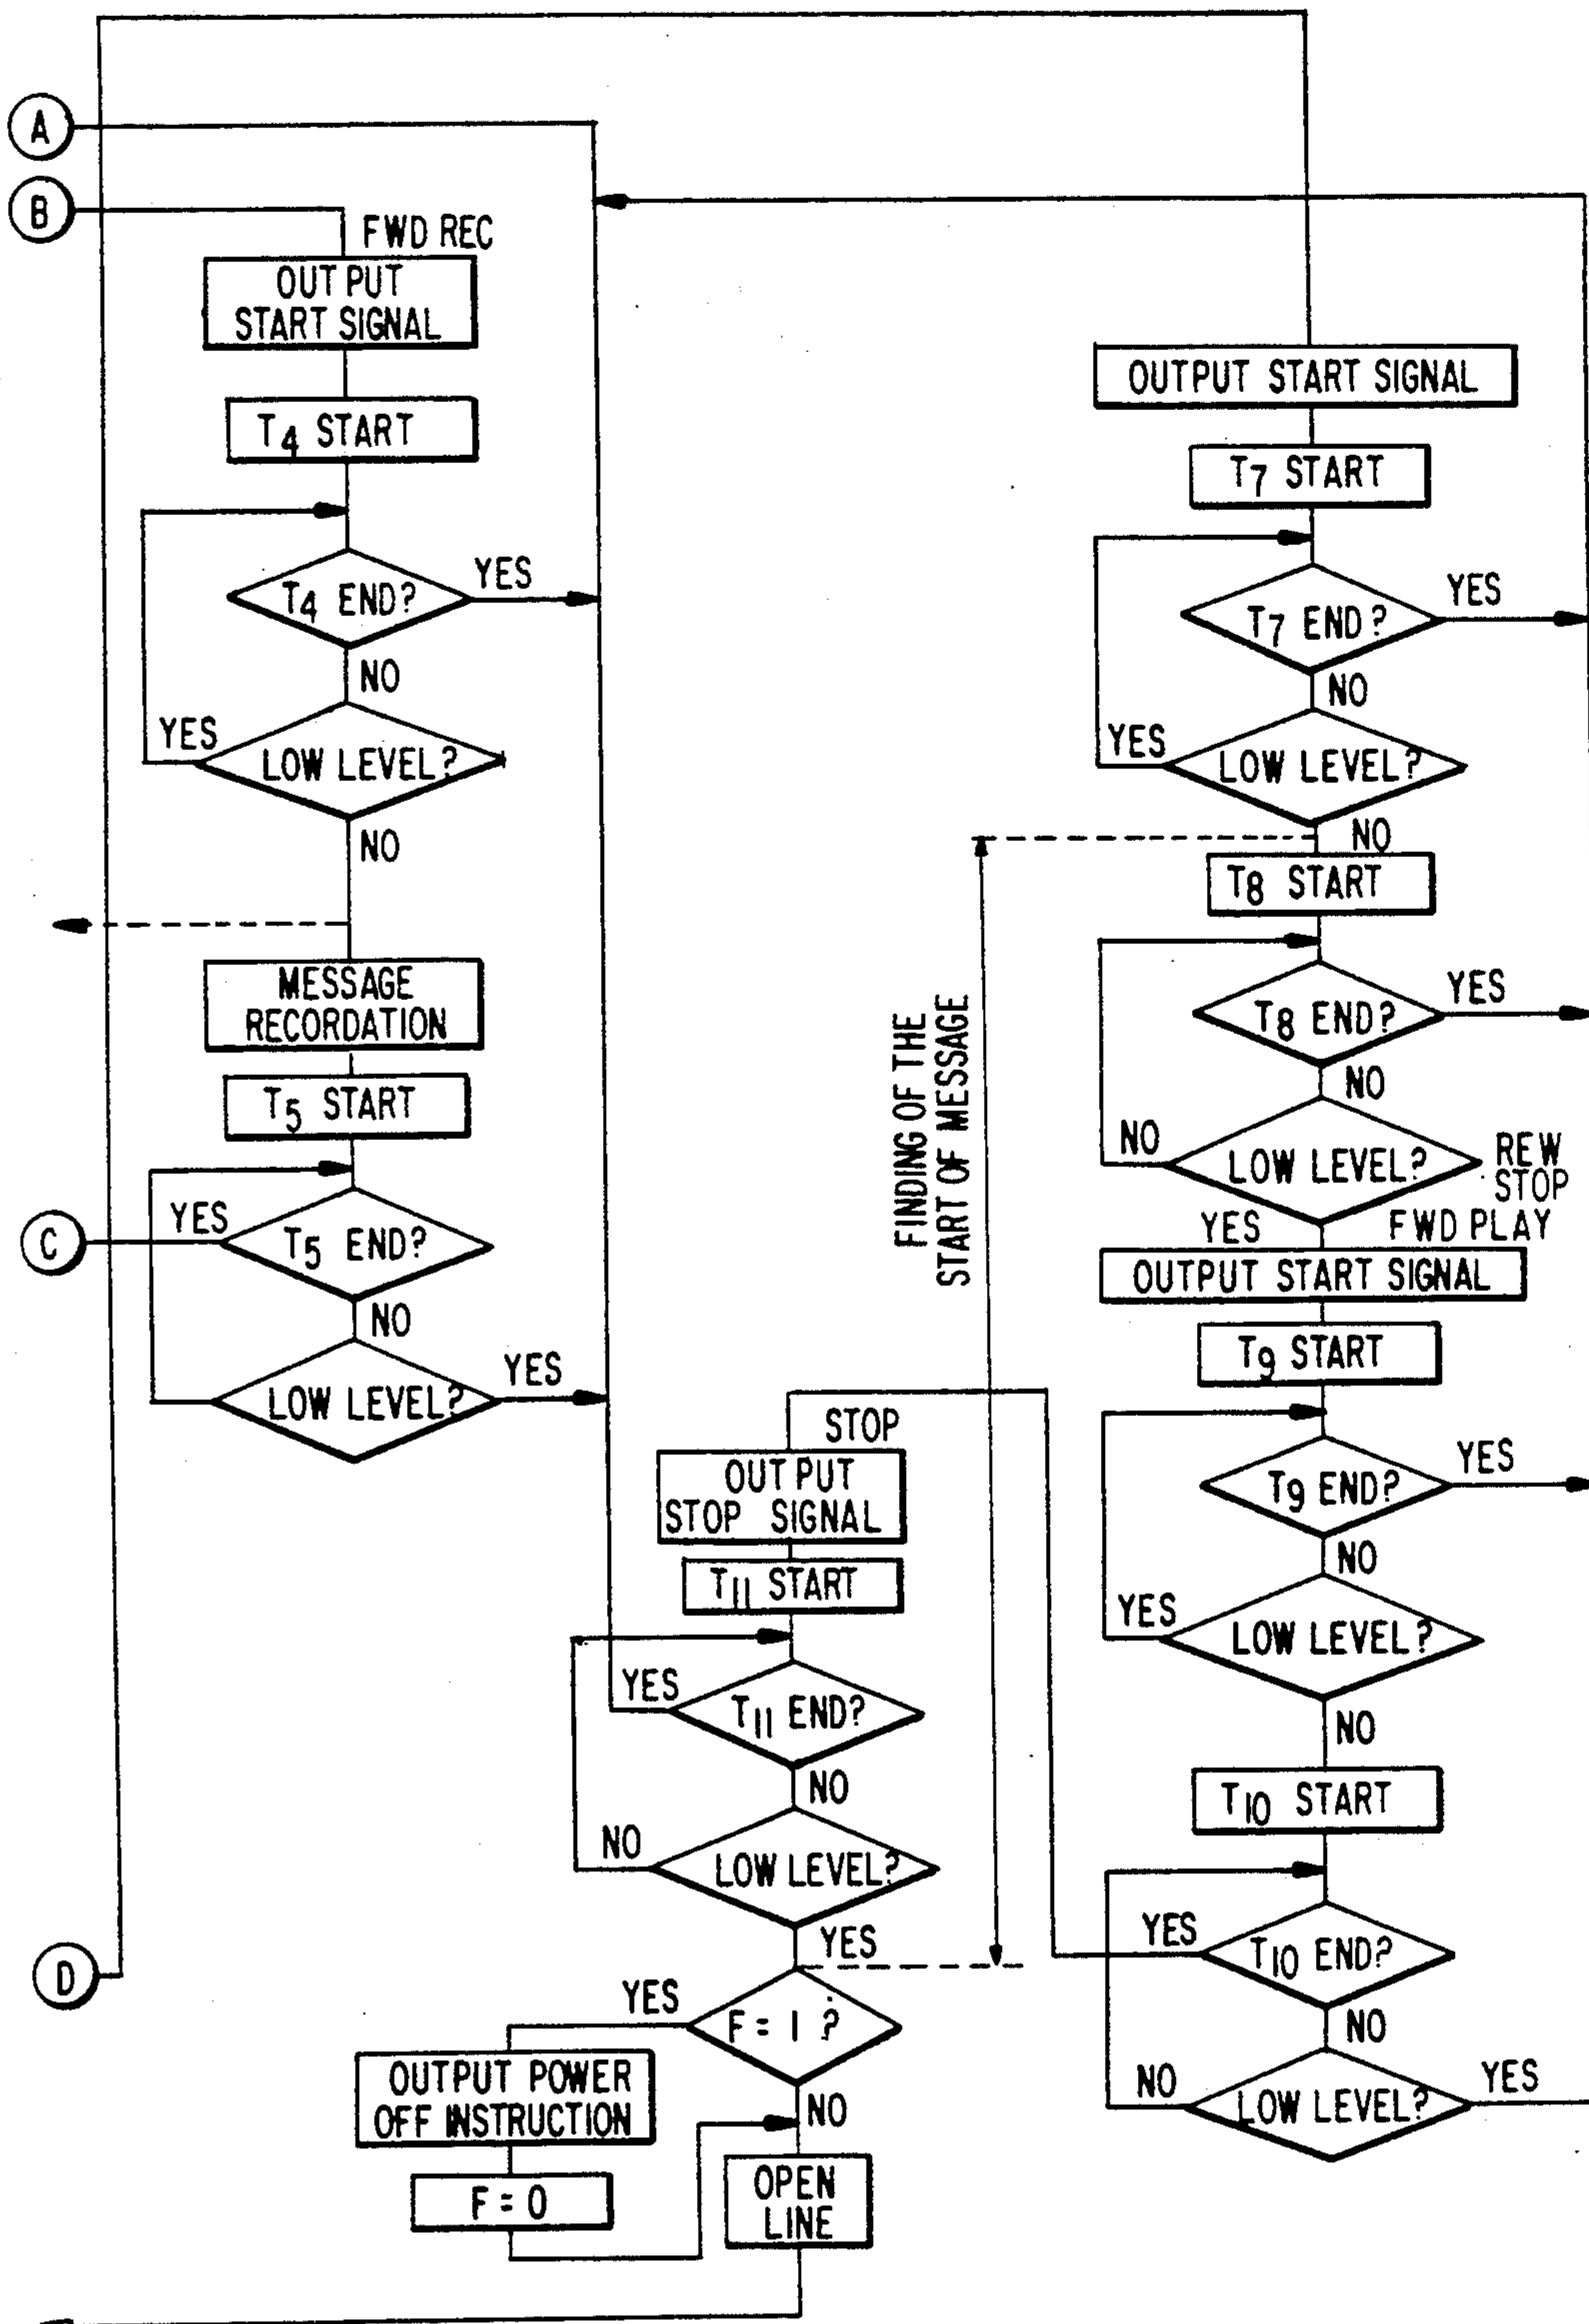 A
B
FWD REC
OUTPUT
START SIGNAL
T4 START
T4 END?
YES
NO
YES
LOW LEVEL?
NO
MESSAGE
RECORDATION
T5 START
C
YES
T5 END?
NO
LOW LEVEL?
YES
STOP
OUTPUT
STOP SIGNAL
T11 START
YES
T11 END?
NO
NO
LOW LEVEL?
YES
D
YES
F = 1 ?
OUTPUT POWER
OFF INSTRUCTION
NO
F = 0
OPEN
LINE
FINDING OF THE
START OF MESSAGE
OUTPUT START SIGNAL
T7 START
T7 END?
YES
NO
YES
LOW LEVEL?
NO
T8 START
T8 END?
YES
NO
NO
LOW LEVEL?
REW
STOP
YES
FWD PLAY
OUTPUT START SIGNAL
T9 START
T9 END?
YES
NO
YES
LOW LEVEL?
NO
T10 START
YES
T10 END?
NO
NO
LOW LEVEL?
YES